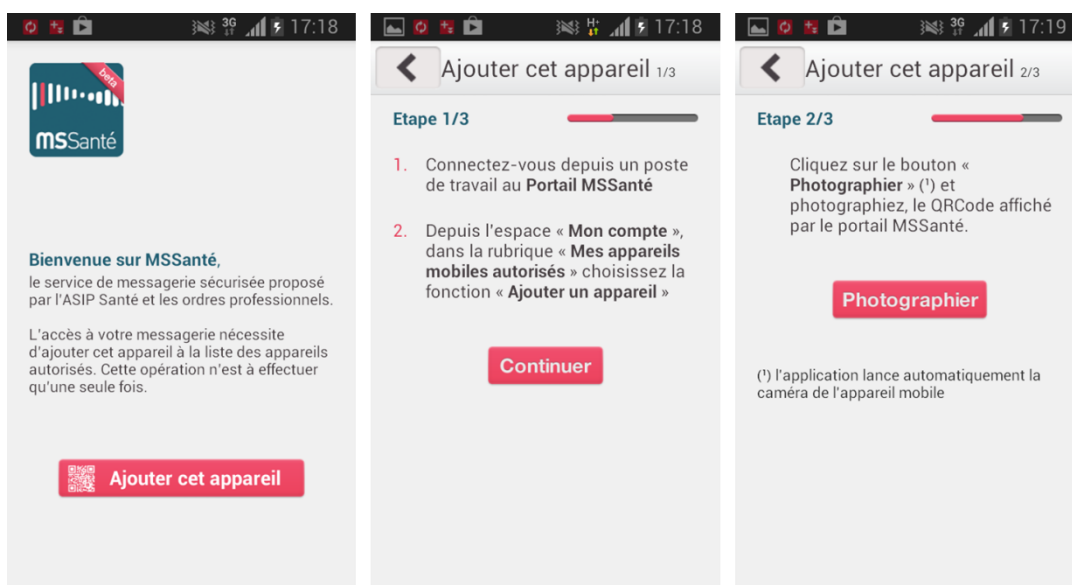 3G 17:18
beta
MSSanté
Bienvenue sur MSSanté,
le service de messagerie sécurisée proposé
par l'ASIP Santé et les ordres professionnels.
L'accès à votre messagerie nécessite
d'ajouter cet appareil à la liste des appareils
autorisés. Cette opération n'est à effectuer
qu'une seule fois.
Ajouter cet appareil
H+ 17:18
Ajouter cet appareil 1/3
Etape 1/3
1. Connectez-vous depuis un poste
de travail au Portail MSSanté
2. Depuis l'espace « Mon compte »,
dans la rubrique « Mes appareils
mobiles autorisés » choisissez la
fonction « Ajouter un appareil »
Continuer
3G 17:19
Ajouter cet appareil 2/3
Etape 2/3
Cliquez sur le bouton «
Photographier » (¹) et
photographiez, le QRCode affiché
par le portail MSSanté.
Photographier
(¹) l'application lance automatiquement la
caméra de l'appareil mobile